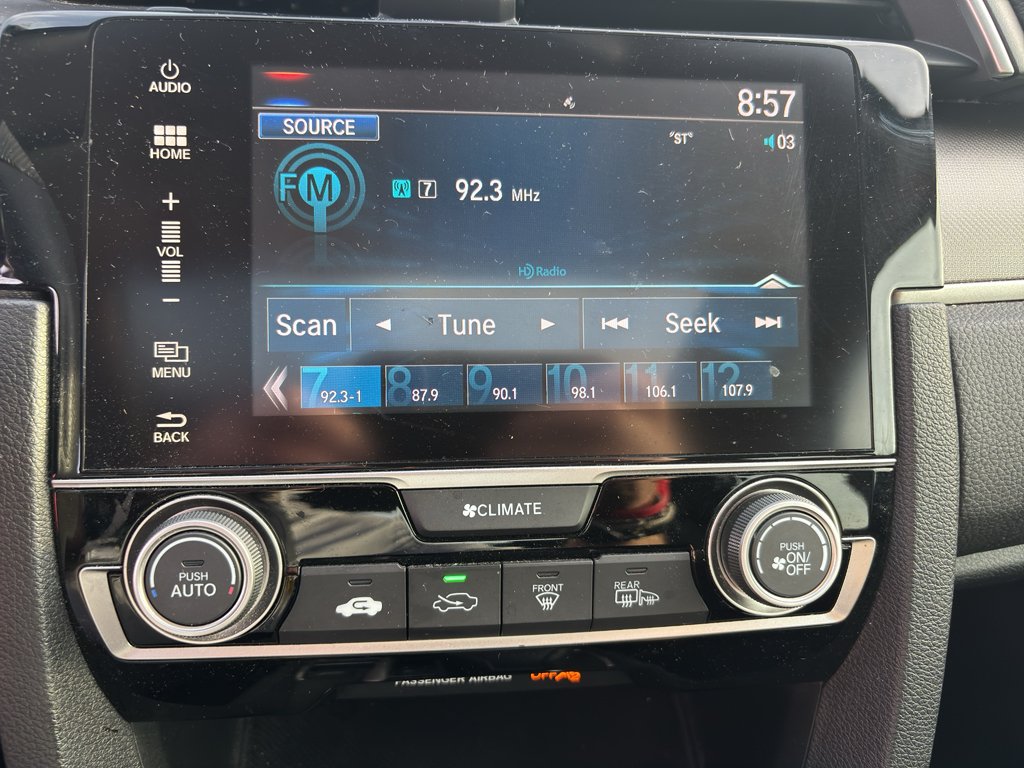 AUDIO
8:57
SOURCE
"ST"
03
HOME
FM
7 92.3 MHz
+
VOL
-
HD Radio
Scan
Tune
Seek
MENU
7 92.3-1
8 87.9
9 90.1
10 98.1
11 106.1
12 107.9
BACK
CLIMATE
PUSH
AUTO
FRONT
REAR
PUSH
ON/
OFF
PASSENGER AIRBAG OFF